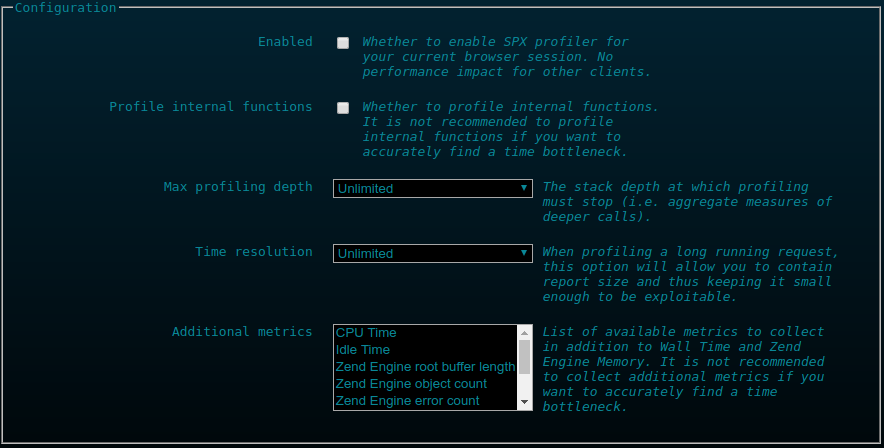 Configuration
Enabled
Whether to enable SPX profiler for
your current browser session. No
performance impact for other clients.
Profile internal functions
Whether to profile internal functions.
It is not recommended to profile
internal functions if you want to
accurately find a time bottleneck.
Max profiling depth
Unlimited
The stack depth at which profiling
must stop (i.e. aggregate measures of
deeper calls).
Time resolution
Unlimited
When profiling a long running request,
this option will allow you to contain
report size and thus keeping it small
enough to be exploitable.
Additional metrics
CPU Time
Idle Time
Zend Engine root buffer length
Zend Engine object count
Zend Engine error count
List of available metrics to collect
in addition to Wall Time and Zend
Engine Memory. It is not recommended
to collect additional metrics if you
want to accurately find a time
bottleneck.